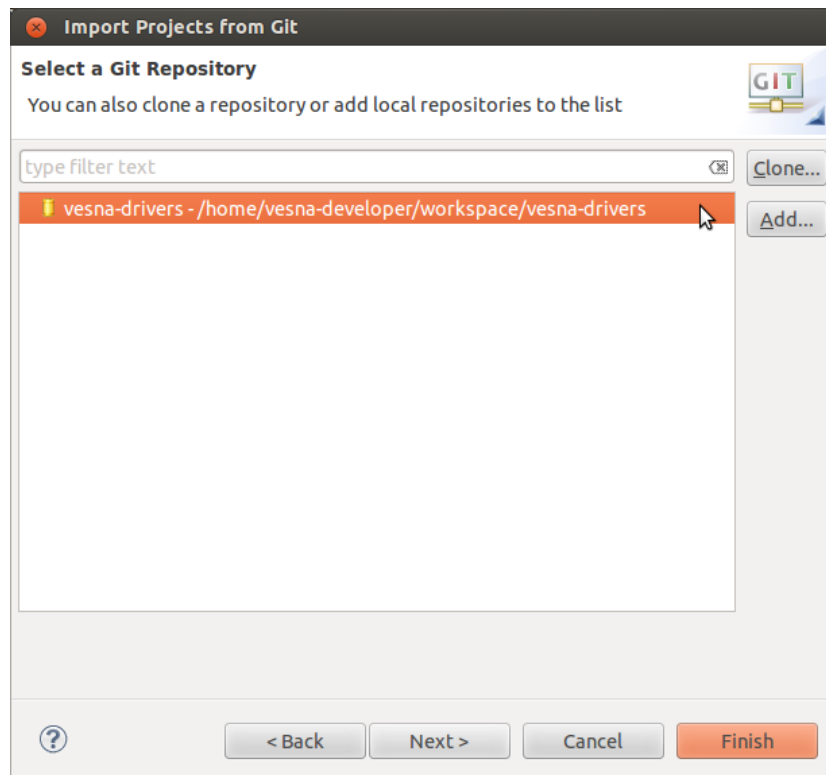 Import Projects from Git
Select a Git Repository
You can also clone a repository or add local repositories to the list
GIT
type filter text
Clone...
vesna-drivers - /home/vesna-developer/workspace/vesna-drivers
Add...
?
< Back
Next >
Cancel
Finish